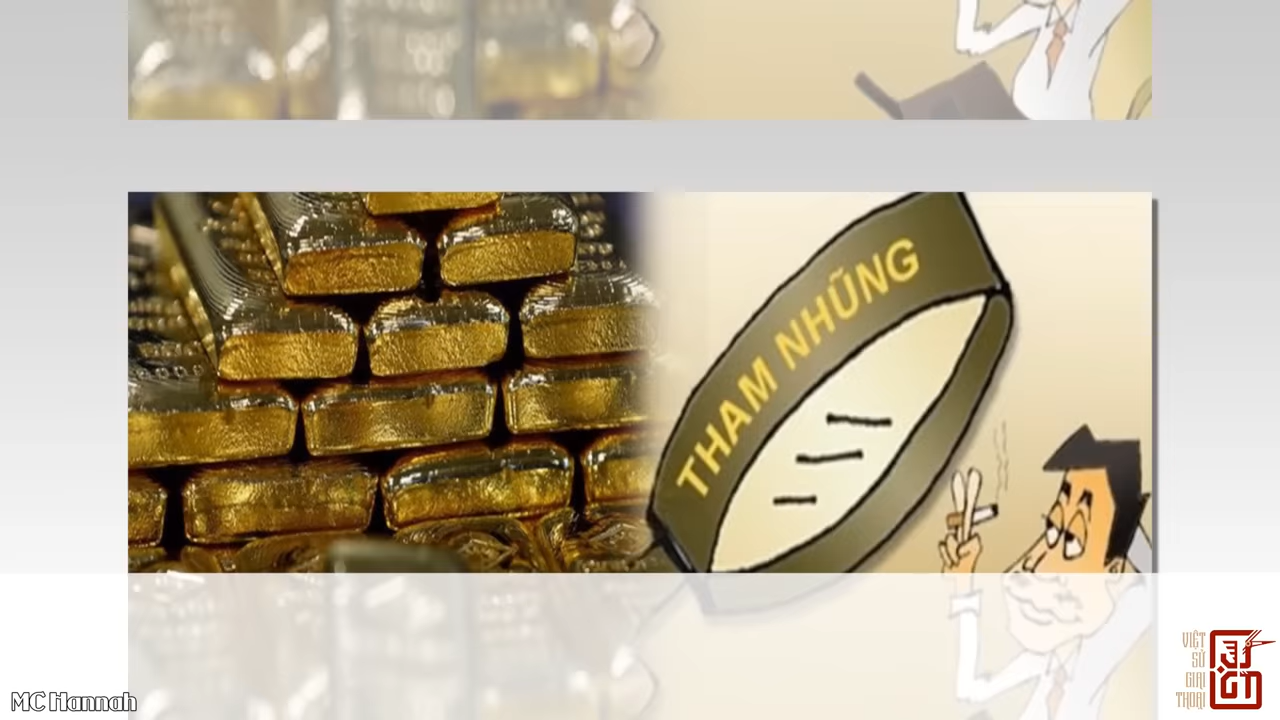 THAM NHŨNG
VIỆT
SỬ
GIAI
THOẠI
MC Hannah